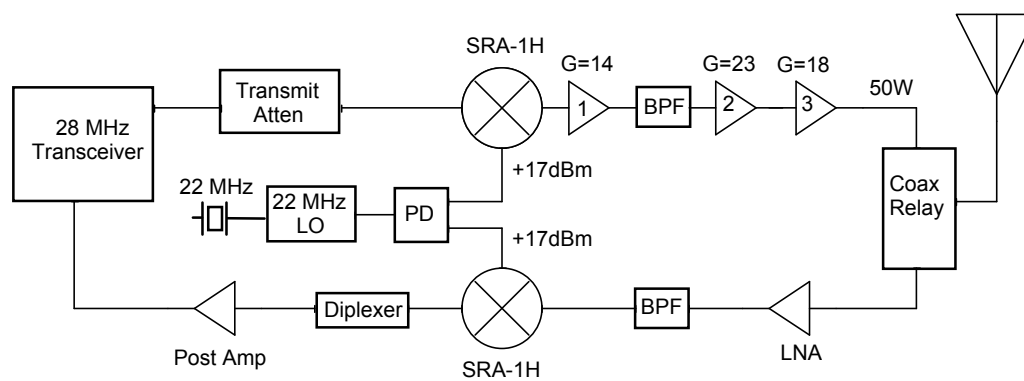 SRA-1H
G=14
G=23
G=18
50W
28 MHz
Transceiver
Transmit
Atten
1
BPF
2
3
+17dBm
22 MHz
22 MHz
LO
PD
Coax
Relay
+17dBm
Post Amp
Diplexer
SRA-1H
BPF
LNA